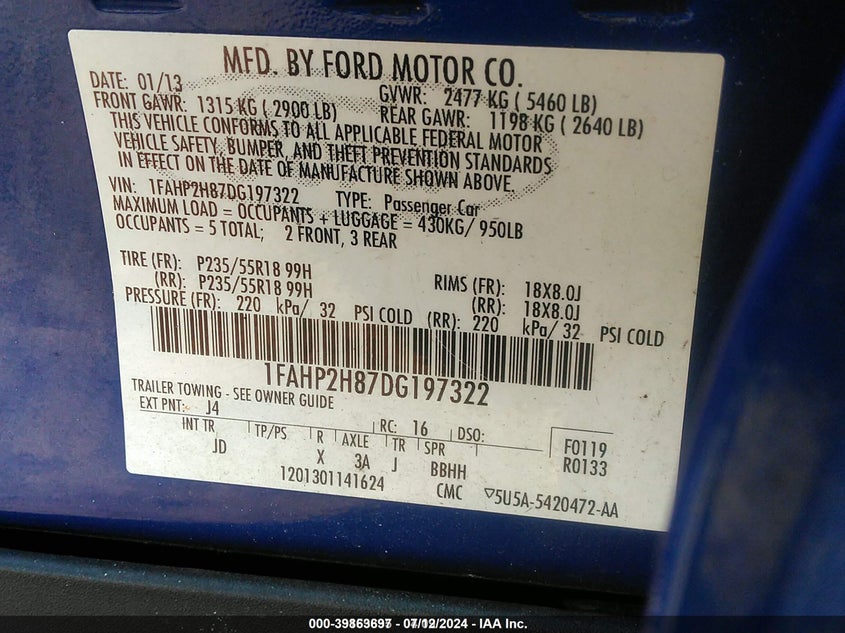 MFD. BY FORD MOTOR CO.
DATE: 01/13 GVWR: 2477 KG ( 5460 LB)
FRONT GAWR: 1315 KG ( 2900 LB) REAR GAWR: 1198 KG ( 2640 LB)
THIS VEHICLE CONFORMS TO ALL APPLICABLE FEDERAL MOTOR
VEHICLE SAFETY, BUMPER, AND THEFT PREVENTION STANDARDS
IN EFFECT ON THE DATE OF MANUFACTURE SHOWN ABOVE.
VIN: 1FAHP2H87DG197322 TYPE: Passenger Car
MAXIMUM LOAD = OCCUPANTS + LUGGAGE = 430KG/ 950LB
OCCUPANTS = 5 TOTAL; 2 FRONT, 3 REAR
TIRE (FR): P235/55R18 99H RIMS (FR): 18X8.0J
(RR): P235/55R18 99H (RR): 18X8.0J
PRESSURE (FR): 220 kPa/ 32 PSI COLD (RR): 220 kPa/ 32 PSI COLD
1FAHP2H87DG197322
TRAILER TOWING - SEE OWNER GUIDE
EXT PNT: J4 RC: 16 DSO: F0119
INT TR TP/PS R AXLE TR SPR R0133
JD X 3A J BBHH
1201301141624 CMC ▽5U5A-5420472-AA
07/12/2024 - IAA Inc.